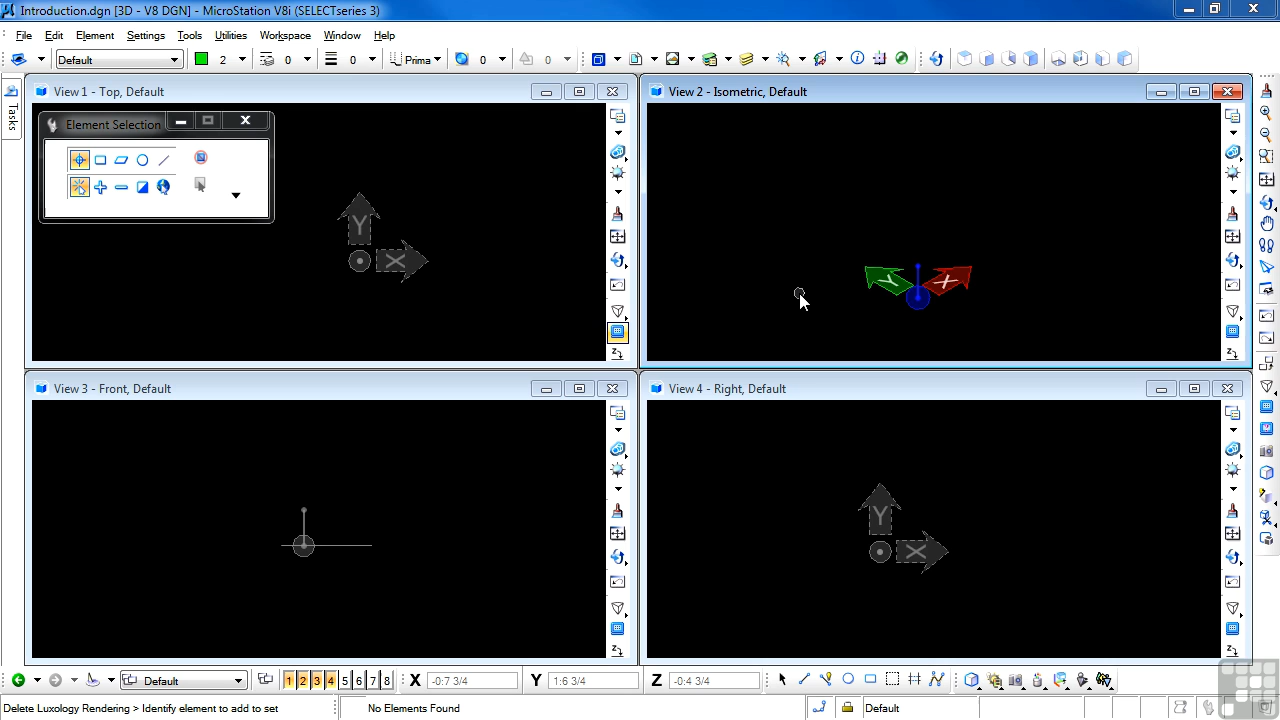 Introduction.dgn [3D - V8 DGN] - MicroStation V8i (SELECTseries 3)
File Edit Element Settings Tools Utilities Workspace Window Help
Default 2 0 0 Prima 0 0
Tasks
View 1 - Top, Default
View 2 - Isometric, Default
Element Selection
Y
X
Y
X
View 3 - Front, Default
View 4 - Right, Default
Y
X
Default 1 2 3 4 5 6 7 8 X -0:7 3/4 Y 1:6 3/4 Z -0:4 3/4
Delete Luxology Rendering > Identify element to add to set No Elements Found Default